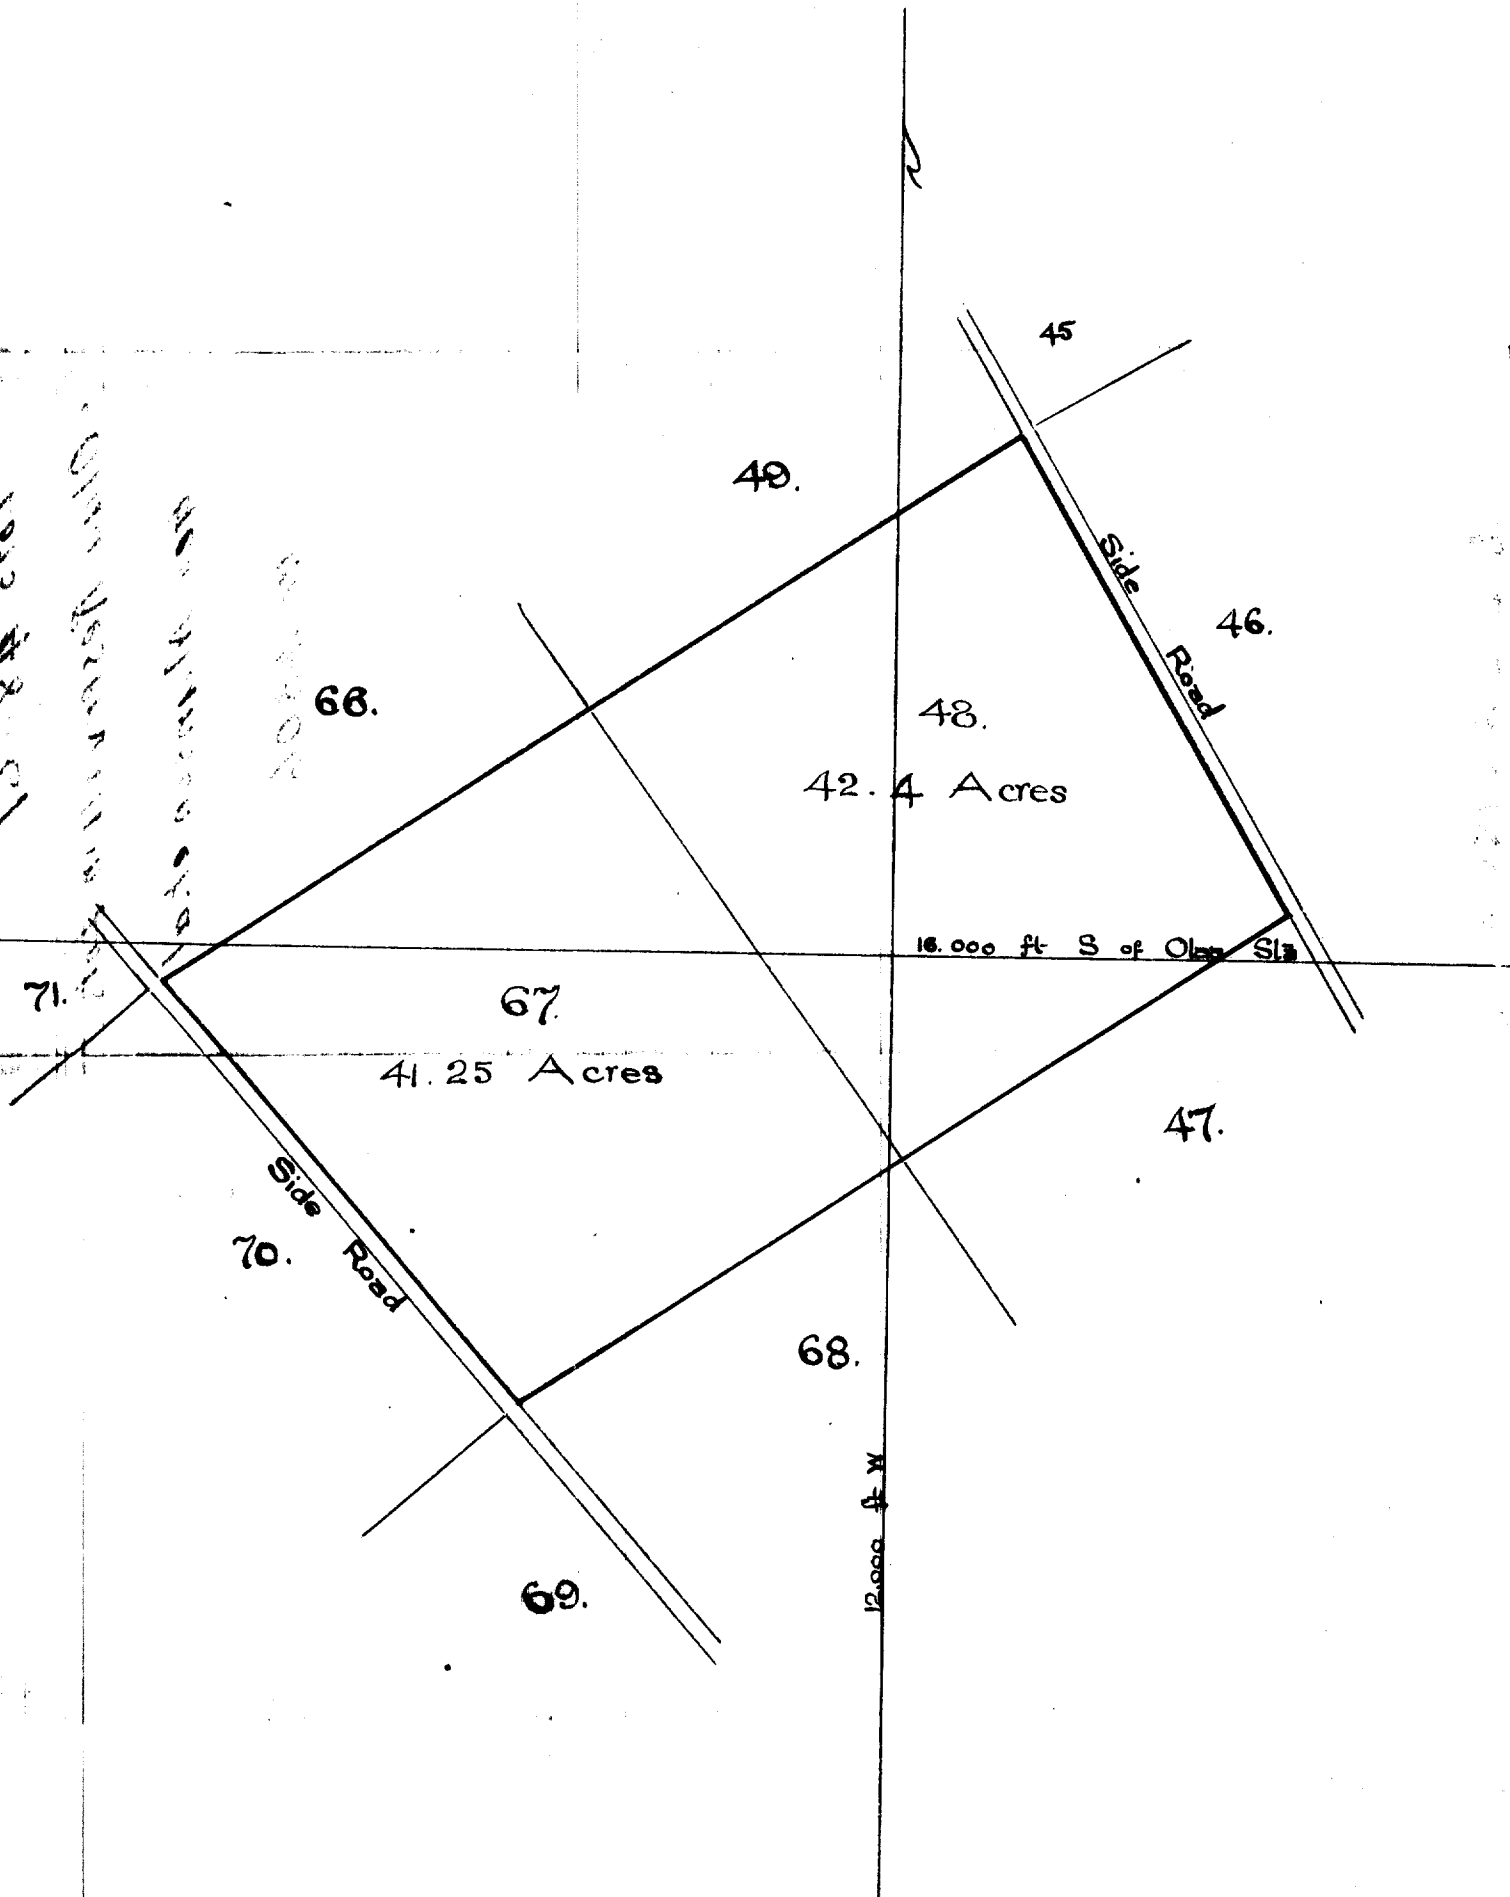 45
49.
Side Road
46.
66.
48.
42.4 Acres
16.000 ft S of Olaa
71.
67.
41.25 Acres
47.
Side Road
70.
68.
12.000 ft W
69.